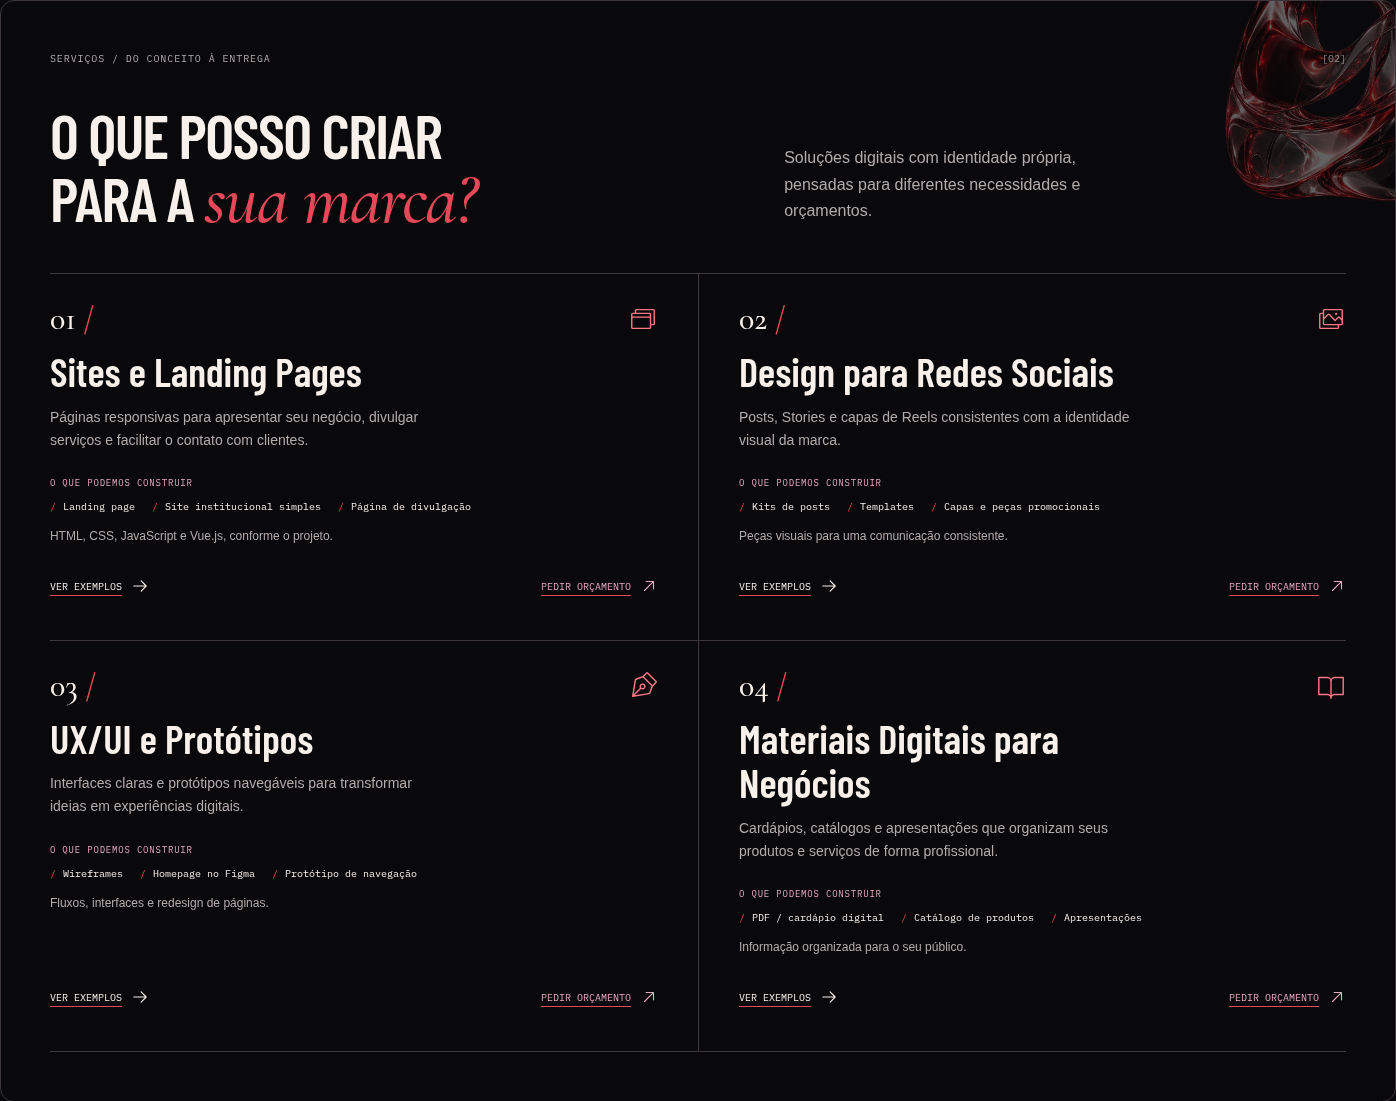 SERVIÇOS / DO CONCEITO À ENTREGA
[02]
O QUE POSSO CRIAR
PARA A sua marca?
Soluções digitais com identidade própria,
pensadas para diferentes necessidades e
orçamentos.
01 /
Sites e Landing Pages
Páginas responsivas para apresentar seu negócio, divulgar
serviços e facilitar o contato com clientes.
O QUE PODEMOS CONSTRUIR
/ Landing page / Site institucional simples / Página de divulgação
HTML, CSS, JavaScript e Vue.js, conforme o projeto.
VER EXEMPLOS → PEDIR ORÇAMENTO ↗
02 /
Design para Redes Sociais
Posts, Stories e capas de Reels consistentes com a identidade
visual da marca.
O QUE PODEMOS CONSTRUIR
/ Kits de posts / Templates / Capas e peças promocionais
Peças visuais para uma comunicação consistente.
VER EXEMPLOS → PEDIR ORÇAMENTO ↗
03 /
UX/UI e Protótipos
Interfaces claras e protótipos navegáveis para transformar
ideias em experiências digitais.
O QUE PODEMOS CONSTRUIR
/ Wireframes / Homepage no Figma / Protótipo de navegação
Fluxos, interfaces e redesign de páginas.
VER EXEMPLOS → PEDIR ORÇAMENTO ↗
04 /
Materiais Digitais para
Negócios
Cardápios, catálogos e apresentações que organizam seus
produtos e serviços de forma profissional.
O QUE PODEMOS CONSTRUIR
/ PDF / cardápio digital / Catálogo de produtos / Apresentações
Informação organizada para o seu público.
VER EXEMPLOS → PEDIR ORÇAMENTO ↗